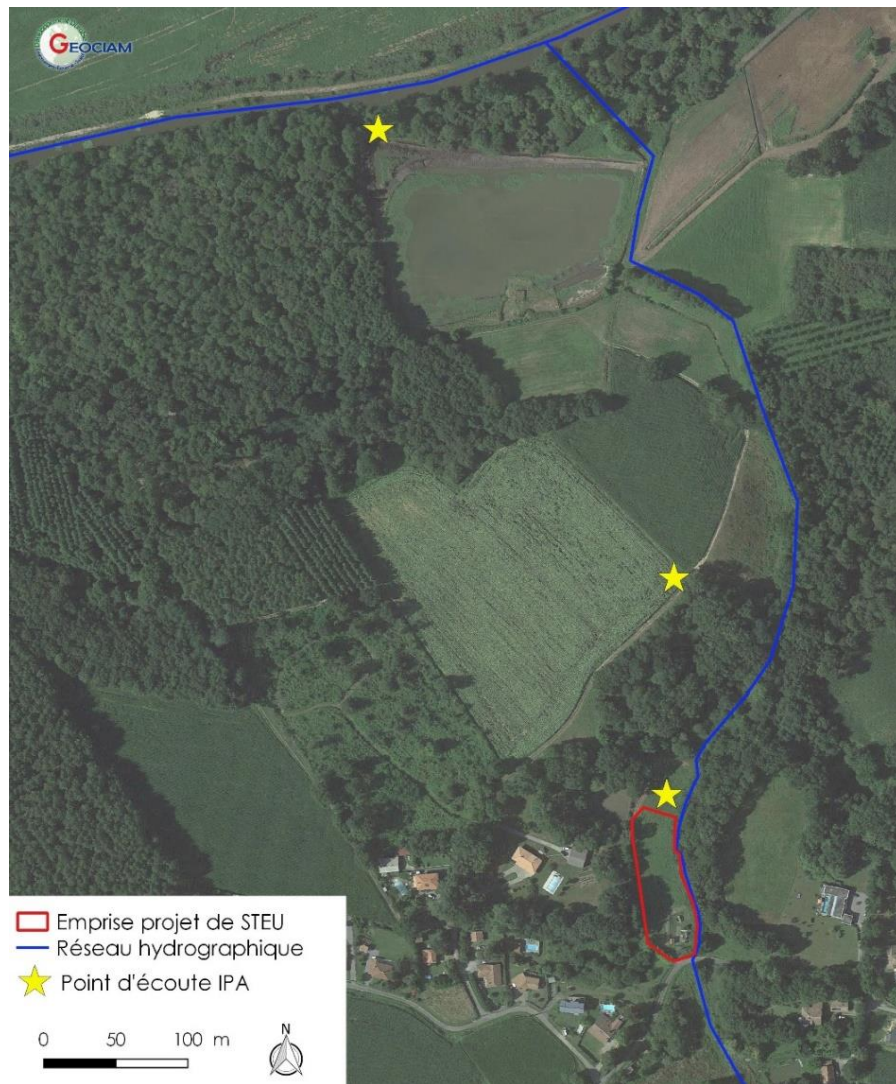 GEOCIAM
Emprise projet de STEU
Réseau hydrographique
Point d'écoute IPA
0 50 100 m
N